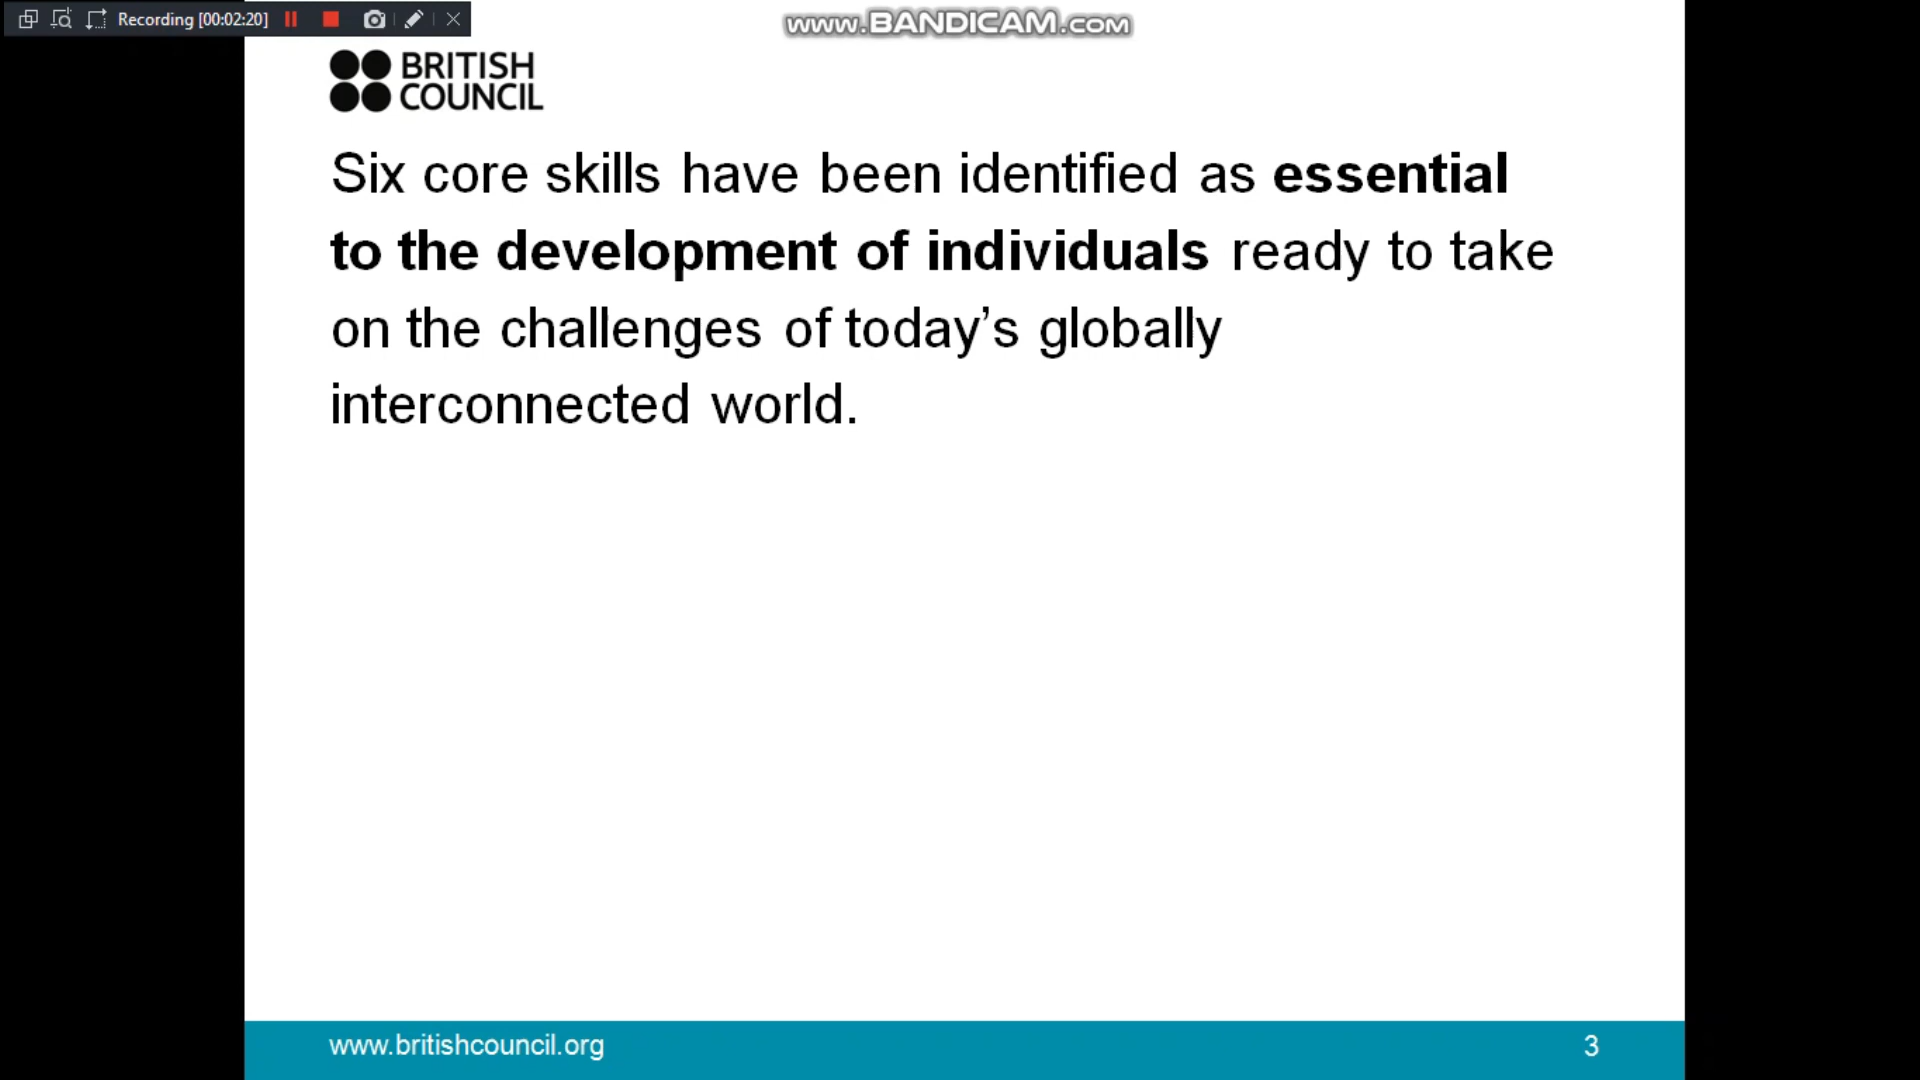 Recording [00:02:20]
www.BANDICAM.com
BRITISH
COUNCIL
Six core skills have been identified as essential
to the development of individuals ready to take
on the challenges of today’s globally
interconnected world.
www.britishcouncil.org
3